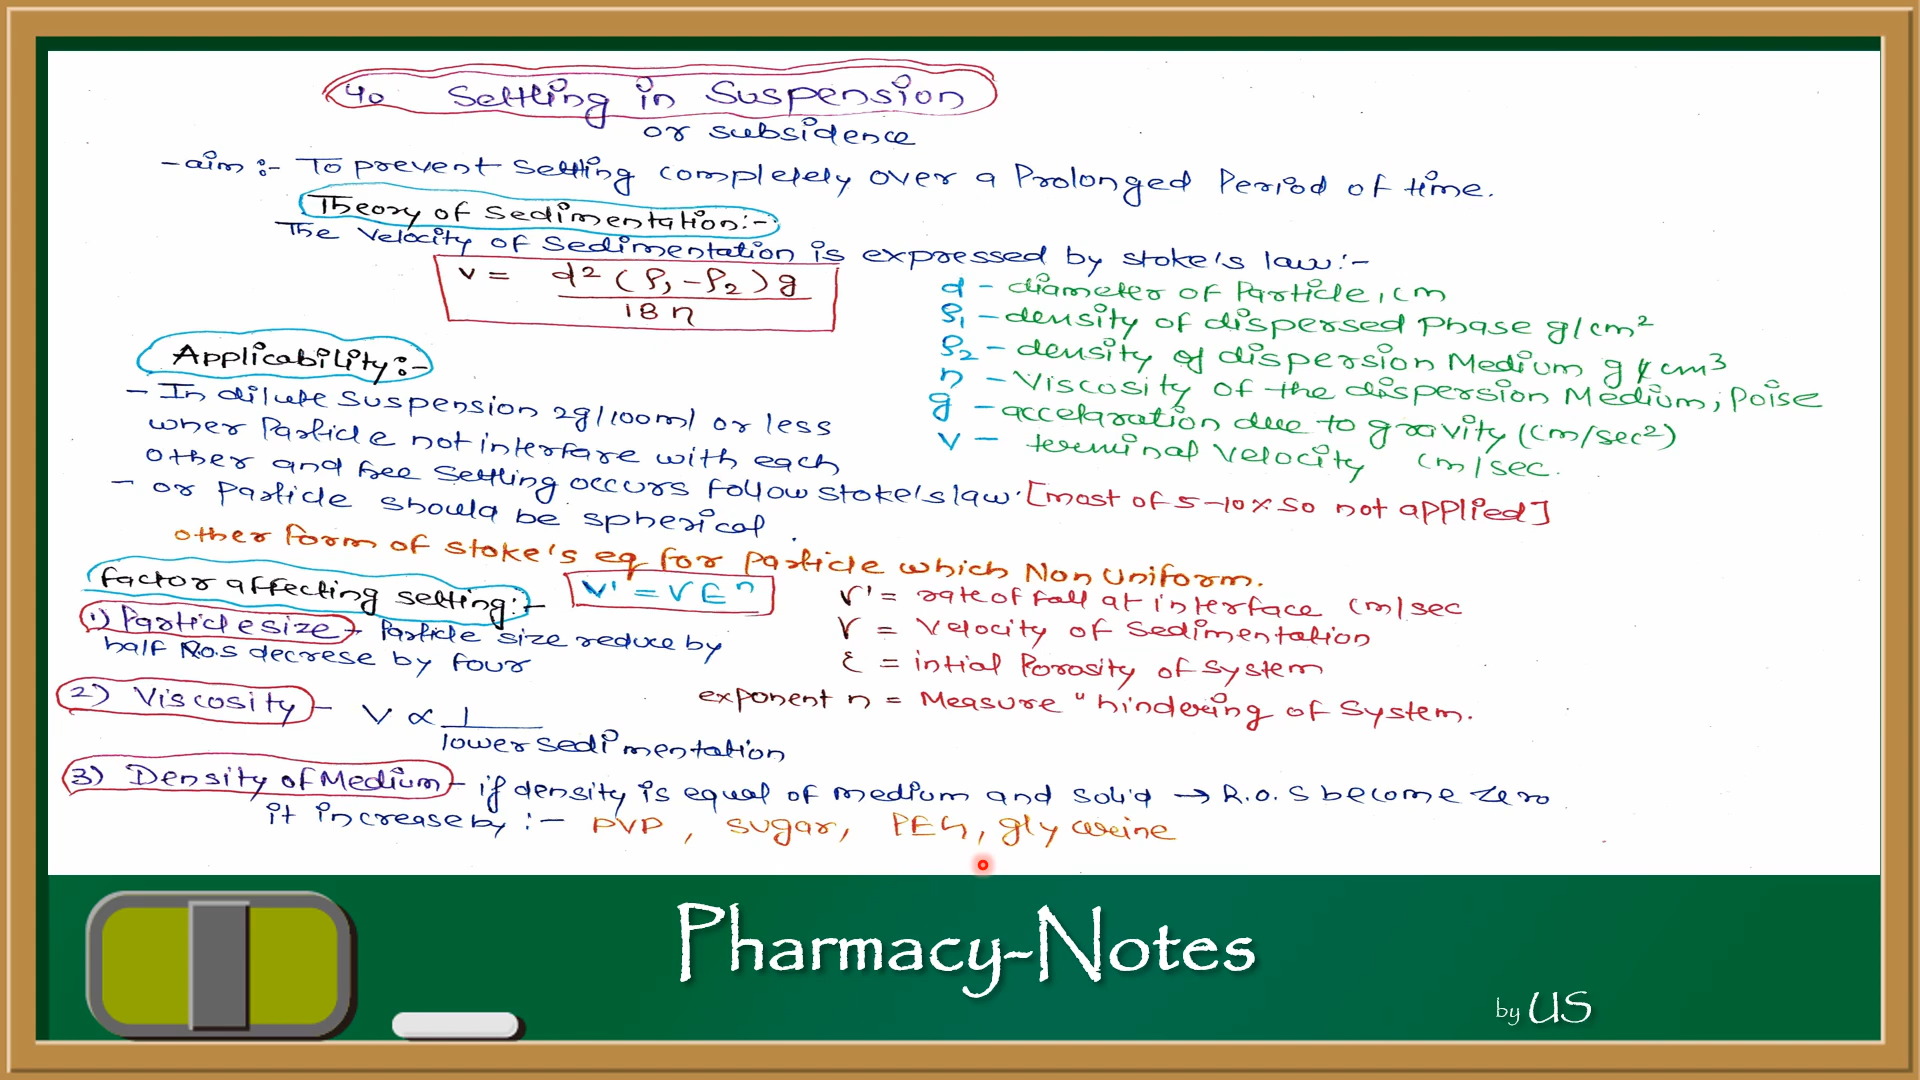 40 Settling in Suspension
or subsidence
-aim:- To prevent settling completely over a Prolonged Period of time.
Theory of Sedimentation:-
The Velocity of Sedimentation is expressed by stoke's law:-
v = d² (ρ₁-ρ₂)g / 18 η
d - diameter of Particle, cm
ρ₁ - density of dispersed Phase g/cm²
ρ₂ - density of dispersion Medium g/cm³
η - Viscosity of the dispersion Medium; Poise
g - accelaration due to gravity (cm/sec²)
v - terminal Velocity cm/sec.
Applicability:-
- In dilute suspension 2g/100ml or less
wher Particle not interfare with each
other and free settling occurs follow stoke's law. [most of 5-10% so not applied]
- or Particle should be spherical.
other form of stoke's eq for particle which Non Uniform.
factor affecting settling:-
V' = V E^n
V' = rate of fall at interface cm/sec
V = Velocity of Sedimentation
ε = intial Porosity of system
exponent n = Measure "hindering of System.
1) Particle size - Particle size reduce by
half R.o.s decrese by four
2) Viscosity - V ∝ 1 / lower sedimentation
3) Density of Medium - if density is equal of medium and solid → R.o.S become zero
it increase by :- PVP, sugar, PEG, glycereine
Pharmacy-Notes
by US